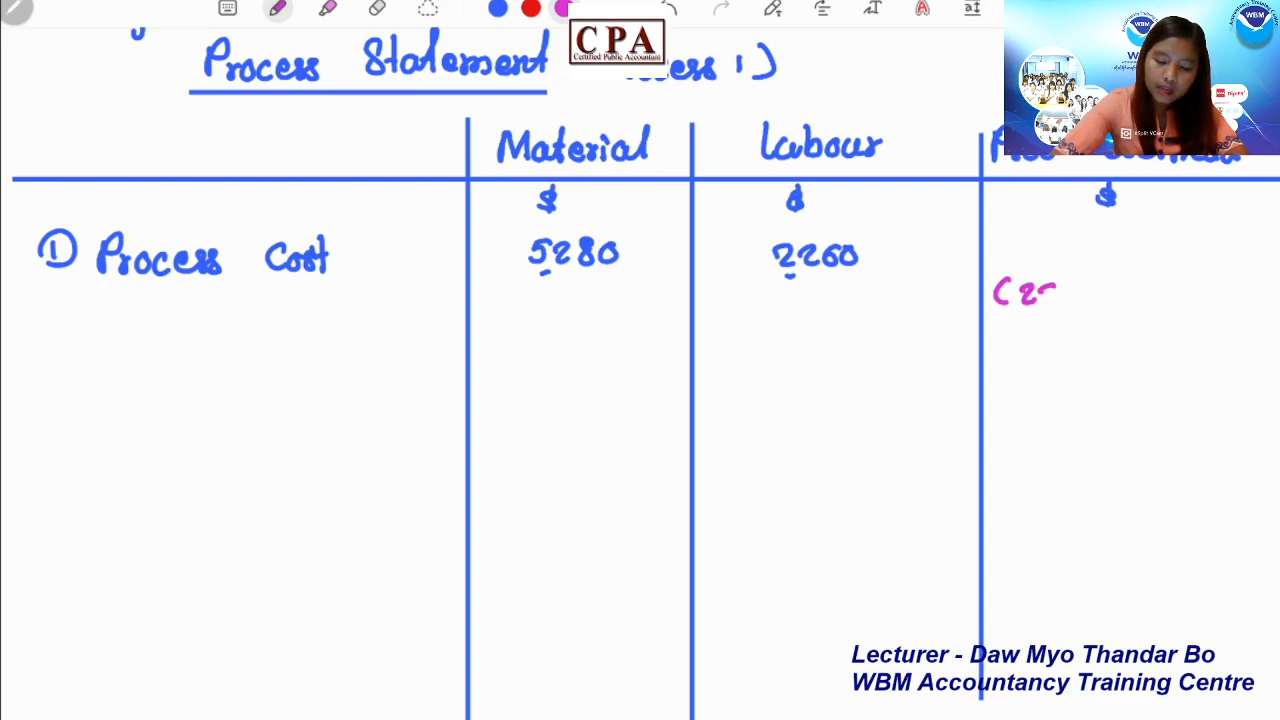 CPA
Certified Public Accountant
WBM
Process Statement
Material Labour
$ $ $
① Process Cost 5280 2260
Lecturer - Daw Myo Thandar Bo
WBM Accountancy Training Centre